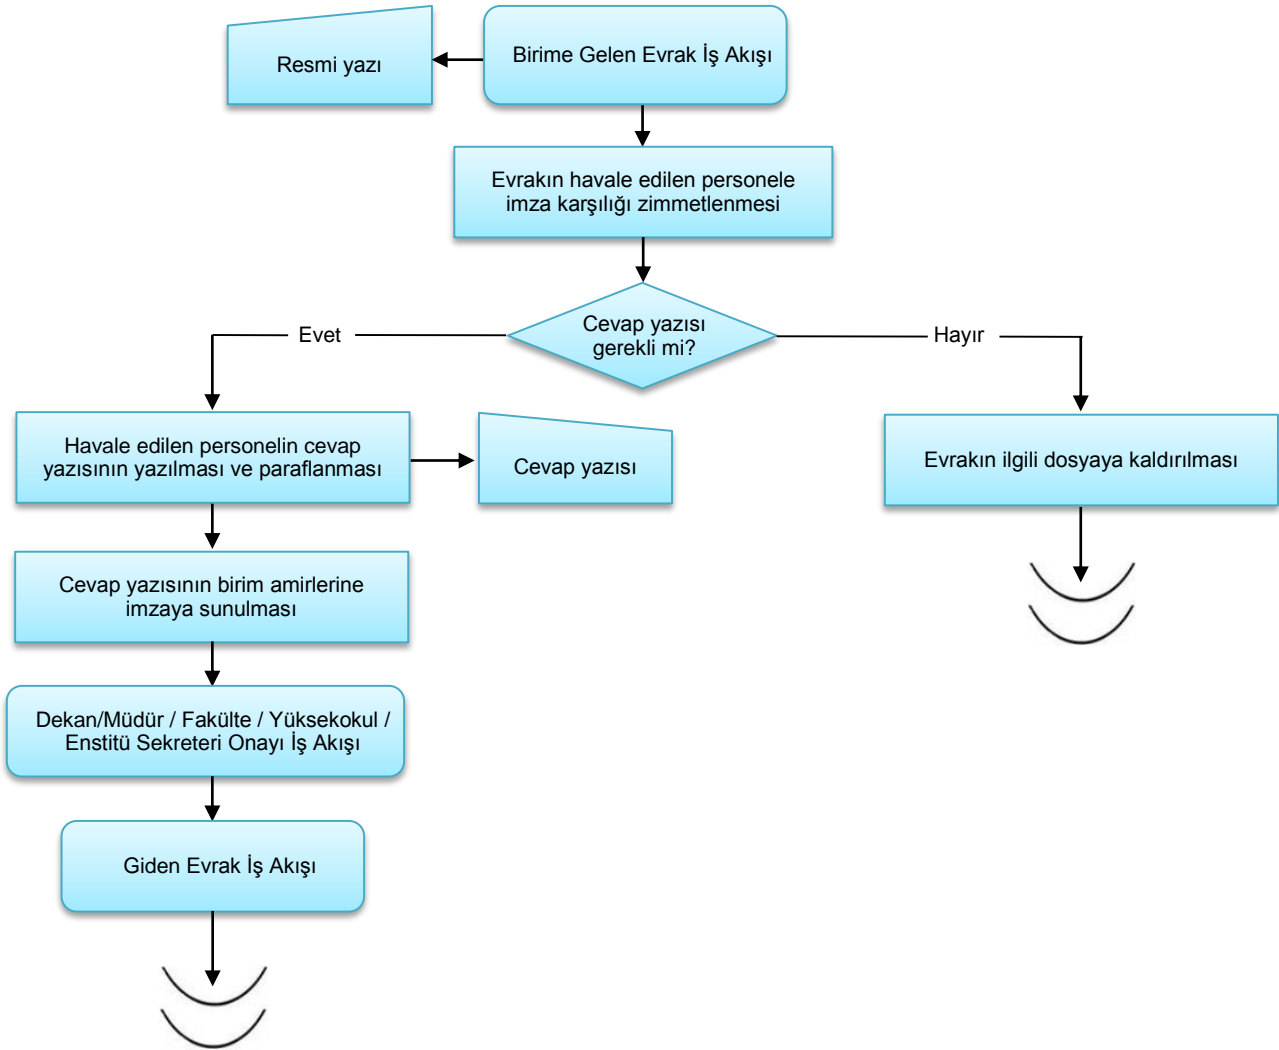 Resmi yazı
Birime Gelen Evrak İş Akışı
Evrakın havale edilen personele
imza karşılığı zimmetlenmesi
Cevap yazısı
gerekli mi?
Evet
Hayır
Havale edilen personelin cevap
yazısının yazılması ve paraflanması
Cevap yazısı
Evrakın ilgili dosyaya kaldırılması
Cevap yazısının birim amirlerine
imzaya sunulması
Dekan/Müdür / Fakülte / Yüksekokul /
Enstitü Sekreteri Onayı İş Akışı
Giden Evrak İş Akışı